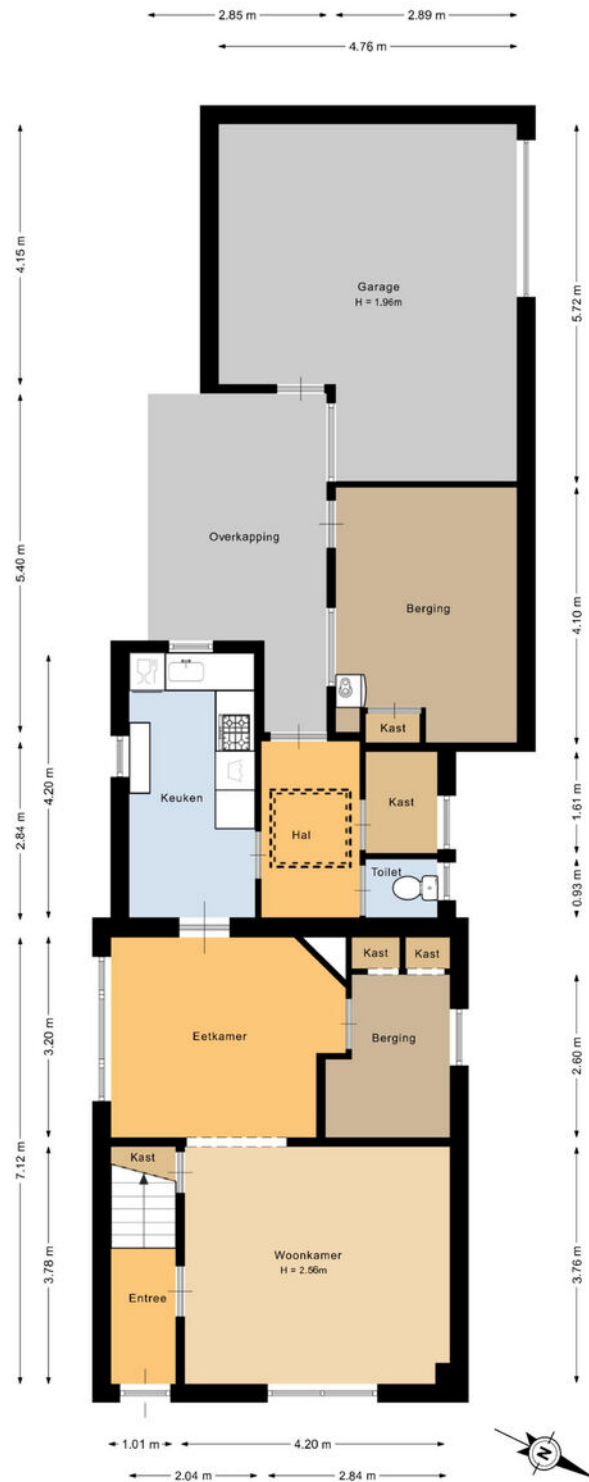 2.85 m
2.89 m
4.76 m
4.15 m
5.72 m
Garage
H = 1.96m
5.40 m
Overkapping
Berging
4.10 m
Kast
4.20 m
2.84 m
Keuken
Hal
Kast
1.61 m
Toilet
0.93 m
Kast
Kast
3.20 m
Eetkamer
Berging
2.60 m
7.12 m
Kast
3.78 m
Woonkamer
H = 2.56m
3.76 m
Entree
1.01 m
4.20 m
2.04 m
2.84 m
N